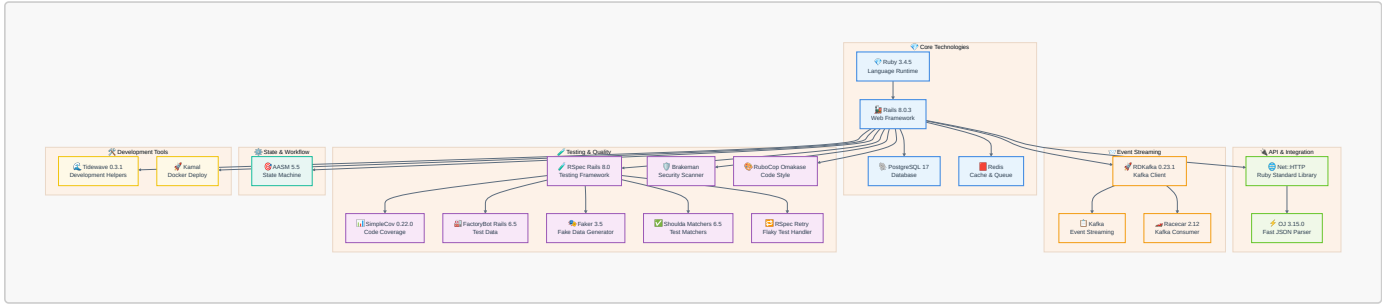 💎 Core Technologies
💎 Ruby 3.4.5
Language Runtime
🚂 Rails 8.0.3
Web Framework
🛠️ Development Tools
⚙️ State & Workflow
🧪 Testing & Quality
📨 Event Streaming
🔌 API & Integration
🌊 Tidewave 0.3.1
Development Helpers
🚀 Kamal
Docker Deploy
🎯 AASM 5.5
State Machine
🧪 RSpec Rails 8.0
Testing Framework
🛡️ Brakeman
Security Scanner
🎨 RuboCop Omakase
Code Style
🐘 PostgreSQL 17
Database
📕 Redis
Cache & Queue
🚀 RDKafka 0.23.1
Kafka Client
🌐 Net::HTTP
Ruby Standard Library
📊 SimpleCov 0.22.0
Code Coverage
🏭 FactoryBot Rails 6.5
Test Data
🎭 Faker 3.5
Fake Data Generator
✅ Shoulda Matchers 6.5
Test Matchers
🔁 RSpec Retry
Flaky Test Handler
📋 Kafka
Event Streaming
🏎️ Racecar 2.12
Kafka Consumer
⚡ OJ 3.15.0
Fast JSON Parser